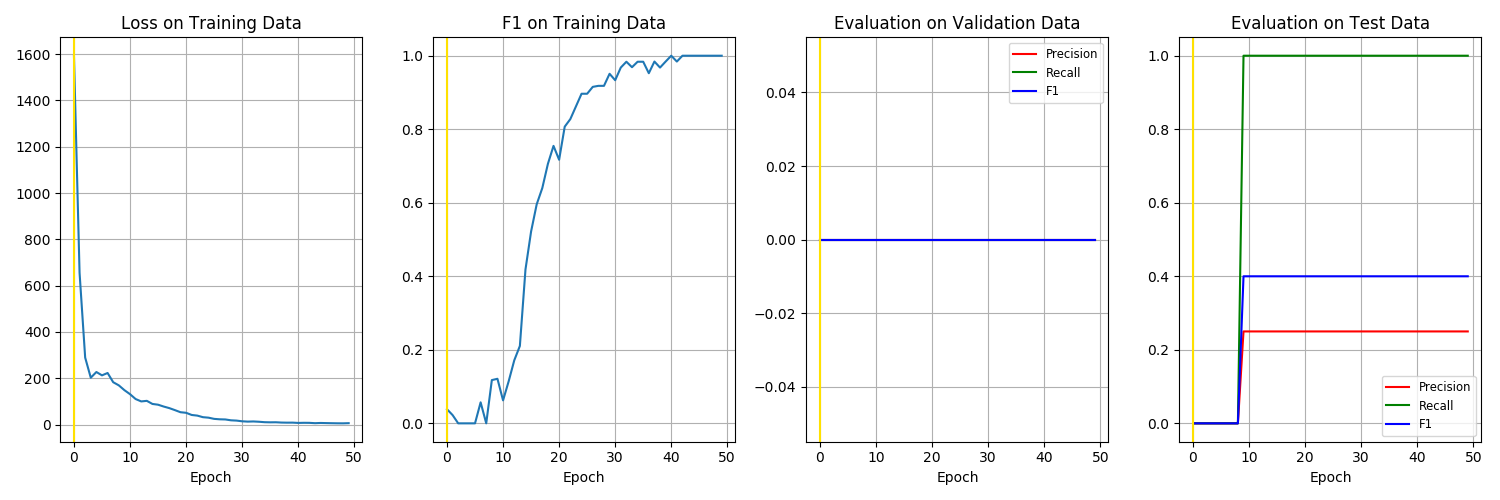 Loss on Training Data
1600
1400
1200
1000
800
600
400
200
0
0 10 20 30 40 50
Epoch
F1 on Training Data
1.0
0.8
0.6
0.4
0.2
0.0
0 10 20 30 40 50
Epoch
Evaluation on Validation Data
Precision
Recall
F1
0.04
0.02
0.00
−0.02
−0.04
0 10 20 30 40 50
Epoch
Evaluation on Test Data
1.0
0.8
0.6
0.4
0.2
0.0
Precision
Recall
F1
0 10 20 30 40 50
Epoch